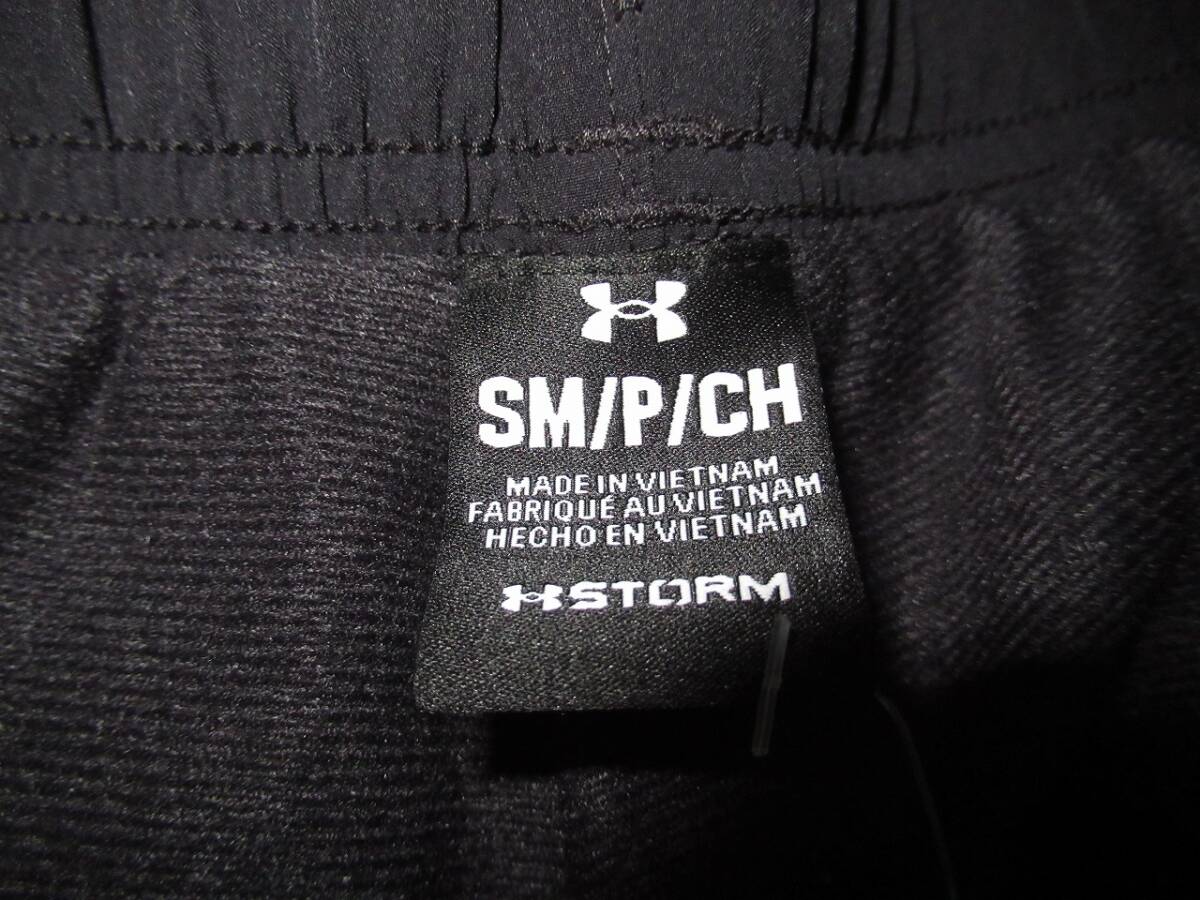 SM/P/CH
MADE IN VIETNAM
FABRIQUÉ AU VIETNAM
HECHO EN VIETNAM
STORM